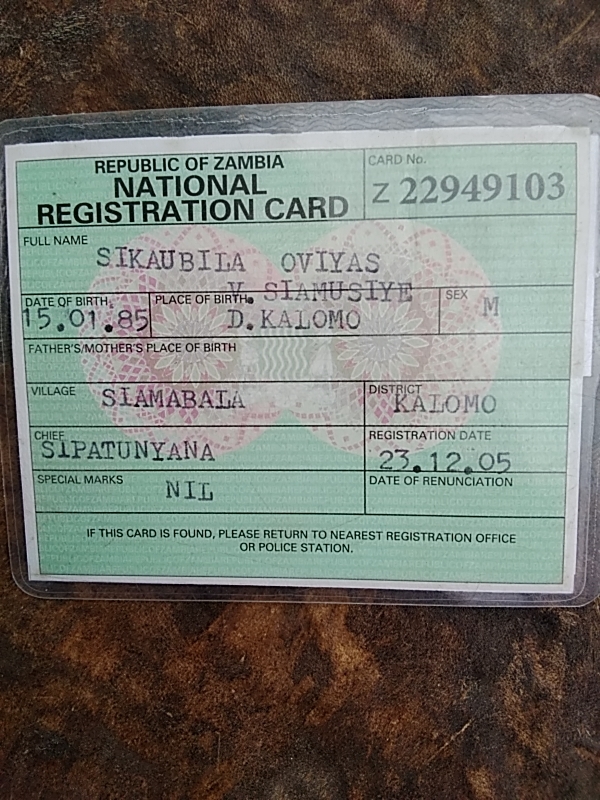 REPUBLIC OF ZAMBIA
NATIONAL
REGISTRATION CARD
CARD No.
Z 22949103
FULL NAME
SIKAUBILA OVIYAS
DATE OF BIRTH
15.01.85
PLACE OF BIRTH
V. SIAMUSIYE
D.KALOMO
SEX
M
FATHER'S/MOTHER'S PLACE OF BIRTH
VILLAGE
SIAMABALA
DISTRICT
KALOMO
CHIEF
SIPATUNYANA
REGISTRATION DATE
23.12.05
SPECIAL MARKS
NIL
DATE OF RENUNCIATION
IF THIS CARD IS FOUND, PLEASE RETURN TO NEAREST REGISTRATION OFFICE
OR POLICE STATION.